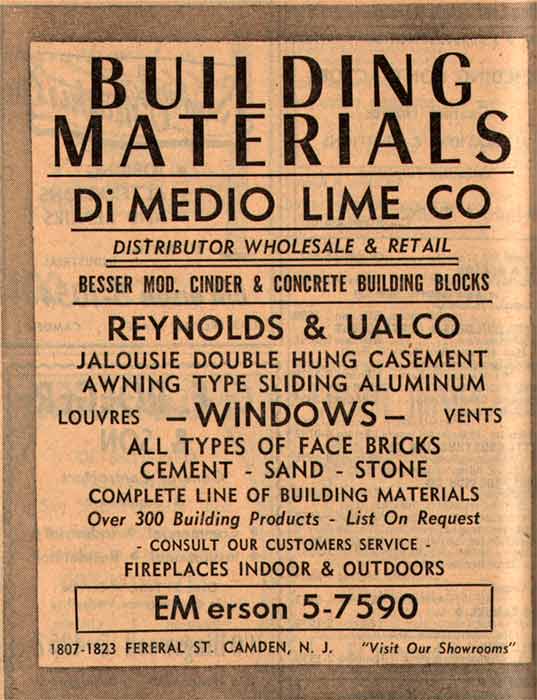 BUILDING
MATERIALS
Di MEDIO LIME CO
DISTRIBUTOR WHOLESALE & RETAIL
BESSER MOD. CINDER & CONCRETE BUILDING BLOCKS
REYNOLDS & UALCO
JALOUSIE DOUBLE HUNG CASEMENT
AWNING TYPE SLIDING ALUMINUM
LOUVRES — WINDOWS — VENTS
ALL TYPES OF FACE BRICKS
CEMENT - SAND - STONE
COMPLETE LINE OF BUILDING MATERIALS
Over 300 Building Products - List On Request
- CONSULT OUR CUSTOMERS SERVICE -
FIREPLACES INDOOR & OUTDOORS
EM erson 5-7590
1807-1823 FERERAL ST. CAMDEN, N. J. "Visit Our Showrooms"